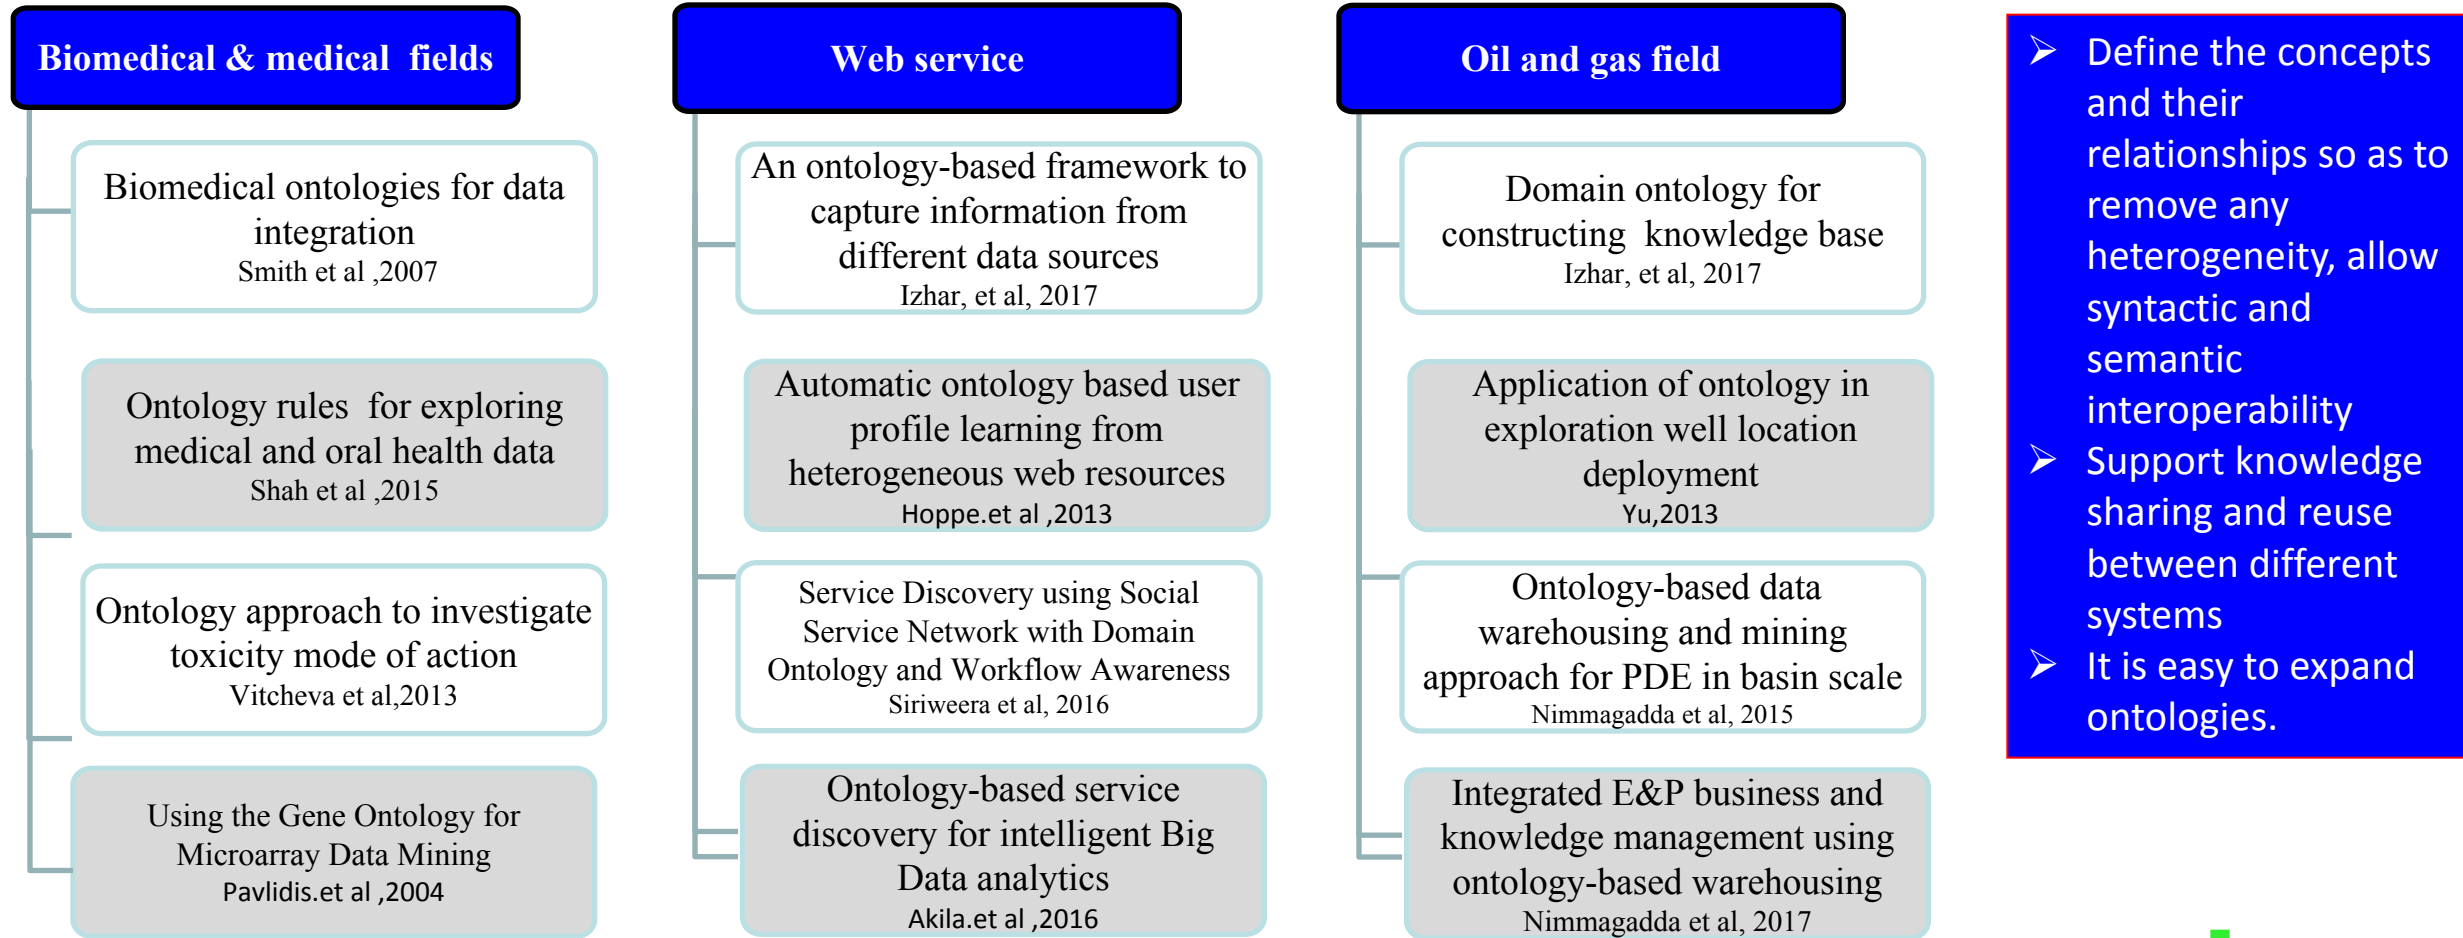 Biomedical & medical  fields
Biomedical ontologies for data
integration
Smith et al ,2007
Ontology rules  for exploring
medical and oral health data
Shah et al ,2015
Ontology approach to investigate
toxicity mode of action
Vitcheva et al,2013
Using the Gene Ontology for
Microarray Data Mining
Pavlidis.et al ,2004
Web service
An ontology-based framework to
capture information from
different data sources
Izhar, et al, 2017
Automatic ontology based user
profile learning from
heterogeneous web resources
Hoppe.et al ,2013
Service Discovery using Social
Service Network with Domain
Ontology and Workflow Awareness
Siriweera et al, 2016
Ontology-based service
discovery for intelligent Big
Data analytics
Akila.et al ,2016
Oil and gas field
Domain ontology for
constructing  knowledge base
Izhar, et al, 2017
Application of ontology in
exploration well location
deployment
Yu,2013
Ontology-based data
warehousing and mining
approach for PDE in basin scale
Nimmagadda et al, 2015
Integrated E&P business and
knowledge management using
ontology-based warehousing
Nimmagadda et al, 2017
➢ Define the concepts
and their
relationships so as to
remove any
heterogeneity, allow
syntactic and
semantic
interoperability
➢ Support knowledge
sharing and reuse
between different
systems
➢ It is easy to expand
ontologies.